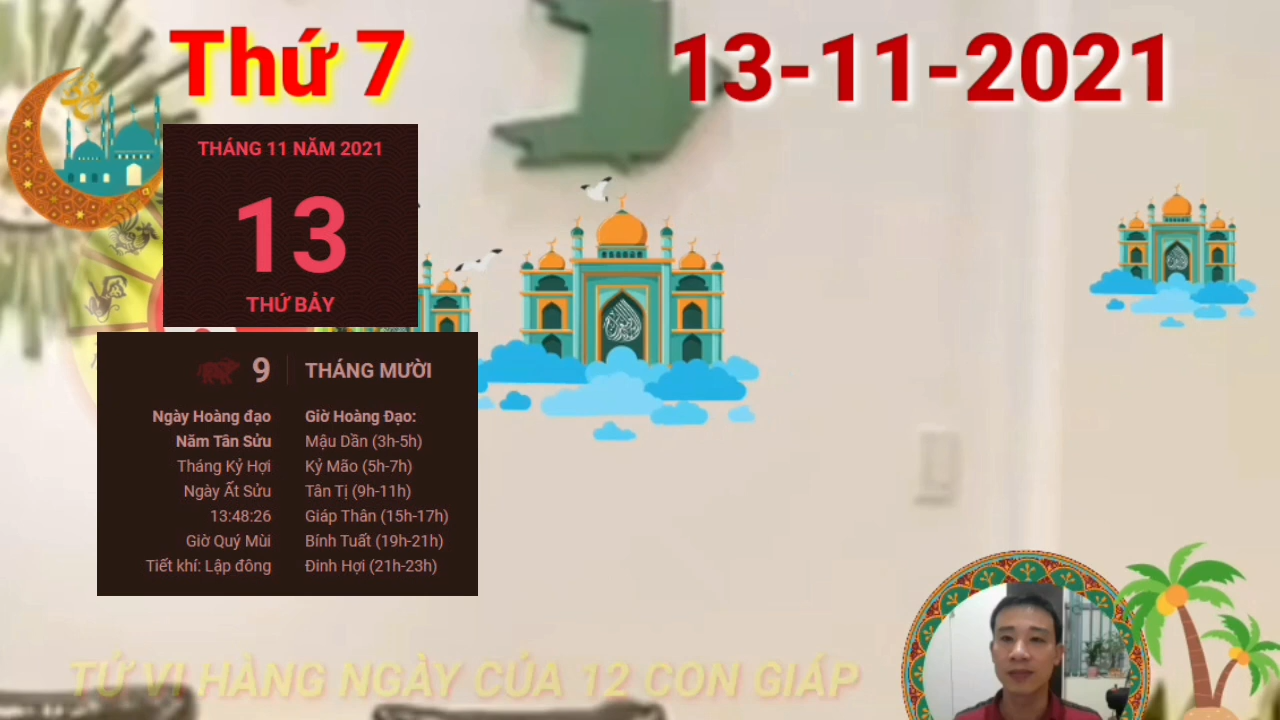 Thứ 7
13-11-2021
THÁNG 11 NĂM 2021
13
THỨ BẢY
9
THÁNG MƯỜI
Ngày Hoàng đạo
Năm Tân Sửu
Tháng Kỷ Hợi
Ngày Ất Sửu
13:48:26
Giờ Quý Mùi
Tiết khí: Lập đông
Giờ Hoàng Đạo:
Mậu Dần (3h-5h)
Kỷ Mão (5h-7h)
Tân Tị (9h-11h)
Giáp Thân (15h-17h)
Bính Tuất (19h-21h)
Đinh Hợi (21h-23h)
TỬ VI HÀNG NGÀY CỦA 12 CON GIÁP